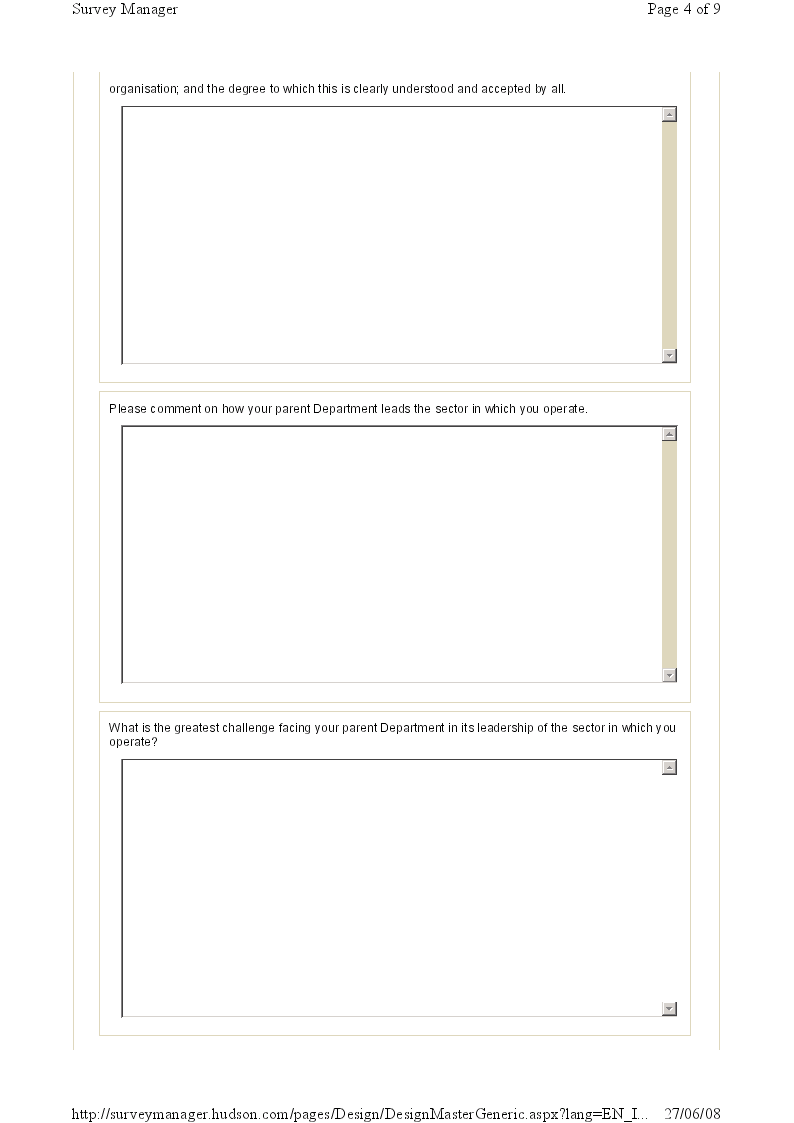 Survey Manager Page 4 of 9
organisation; and the degree to which this is clearly understood and accepted by all.
Please comment on how your parent Department leads the sector in which you operate.
What is the greatest challenge facing your parent Department in its leadership of the sector in which you
operate?
http://surveymanager.hudson.com/pages/Design/DesignMasterGeneric.aspx?lang=EN_I... 27/06/08